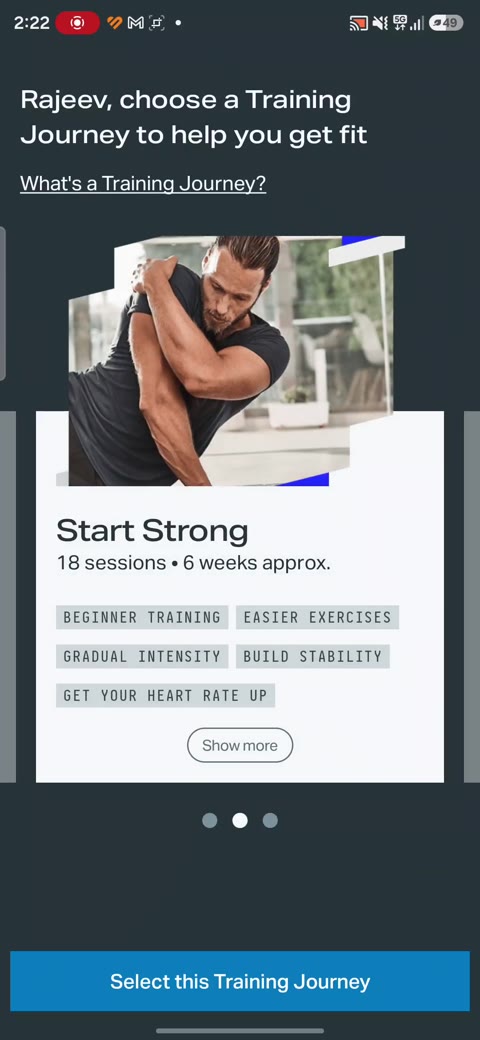 2:22
5G
49
Rajeev, choose a Training
Journey to help you get fit
What's a Training Journey?
Start Strong
18 sessions • 6 weeks approx.
BEGINNER TRAINING
EASIER EXERCISES
GRADUAL INTENSITY
BUILD STABILITY
GET YOUR HEART RATE UP
Show more
Select this Training Journey